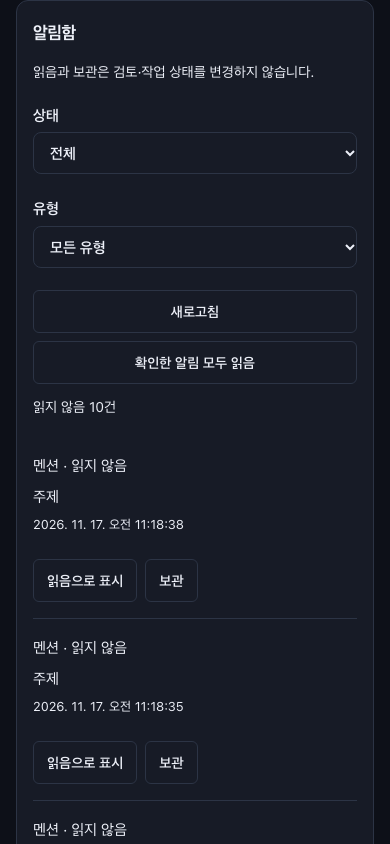 알림함
읽음과 보관은 검토·작업 상태를 변경하지 않습니다.
상태
전체
유형
모든 유형
새로고침
확인한 알림 모두 읽음
읽지 않음 10건
멘션 · 읽지 않음
주제
2026. 11. 17. 오전 11:18:38
읽음으로 표시 보관
멘션 · 읽지 않음
주제
2026. 11. 17. 오전 11:18:35
읽음으로 표시 보관
멘션 · 읽지 않음